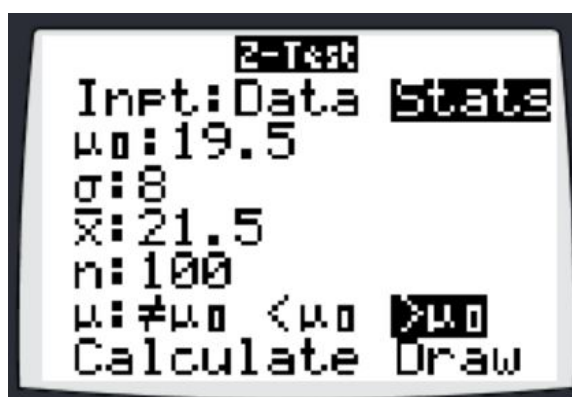 Z-Test
Inpt:Data Stats
μ0:19.5
σ:8
x̄:21.5
n:100
μ:≠μ0 <μ0 >μ0
Calculate Draw